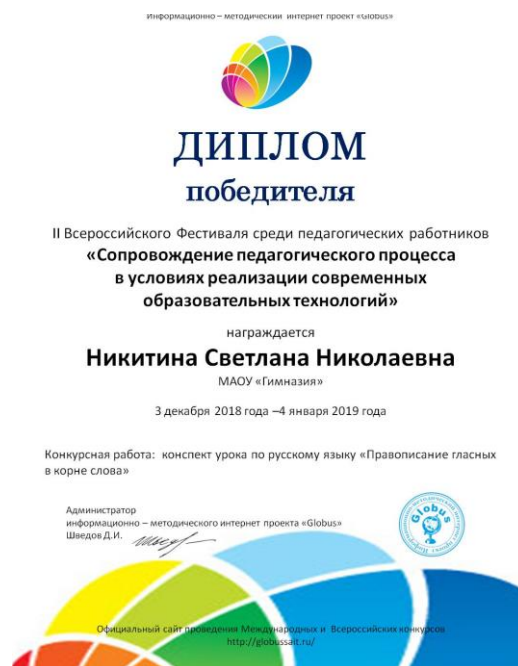 Информационно – методический интернет проект «Globus»
ДИПЛОМ
победителя
II Всероссийского Фестиваля среди педагогических работников
«Сопровождение педагогического процесса
в условиях реализации современных
образовательных технологий»
награждается
Никитина Светлана Николаевна
МАОУ «Гимназия»
3 декабря 2018 года –4 января 2019 года
Конкурсная работа: конспект урока по русскому языку «Правописание гласных
в корне слова»
Администратор
информационно – методического интернет проекта «Globus»
Шведов Д.И.
Globus
Официальный сайт проведения Международных и Всероссийских конкурсов
http://globussait.ru/